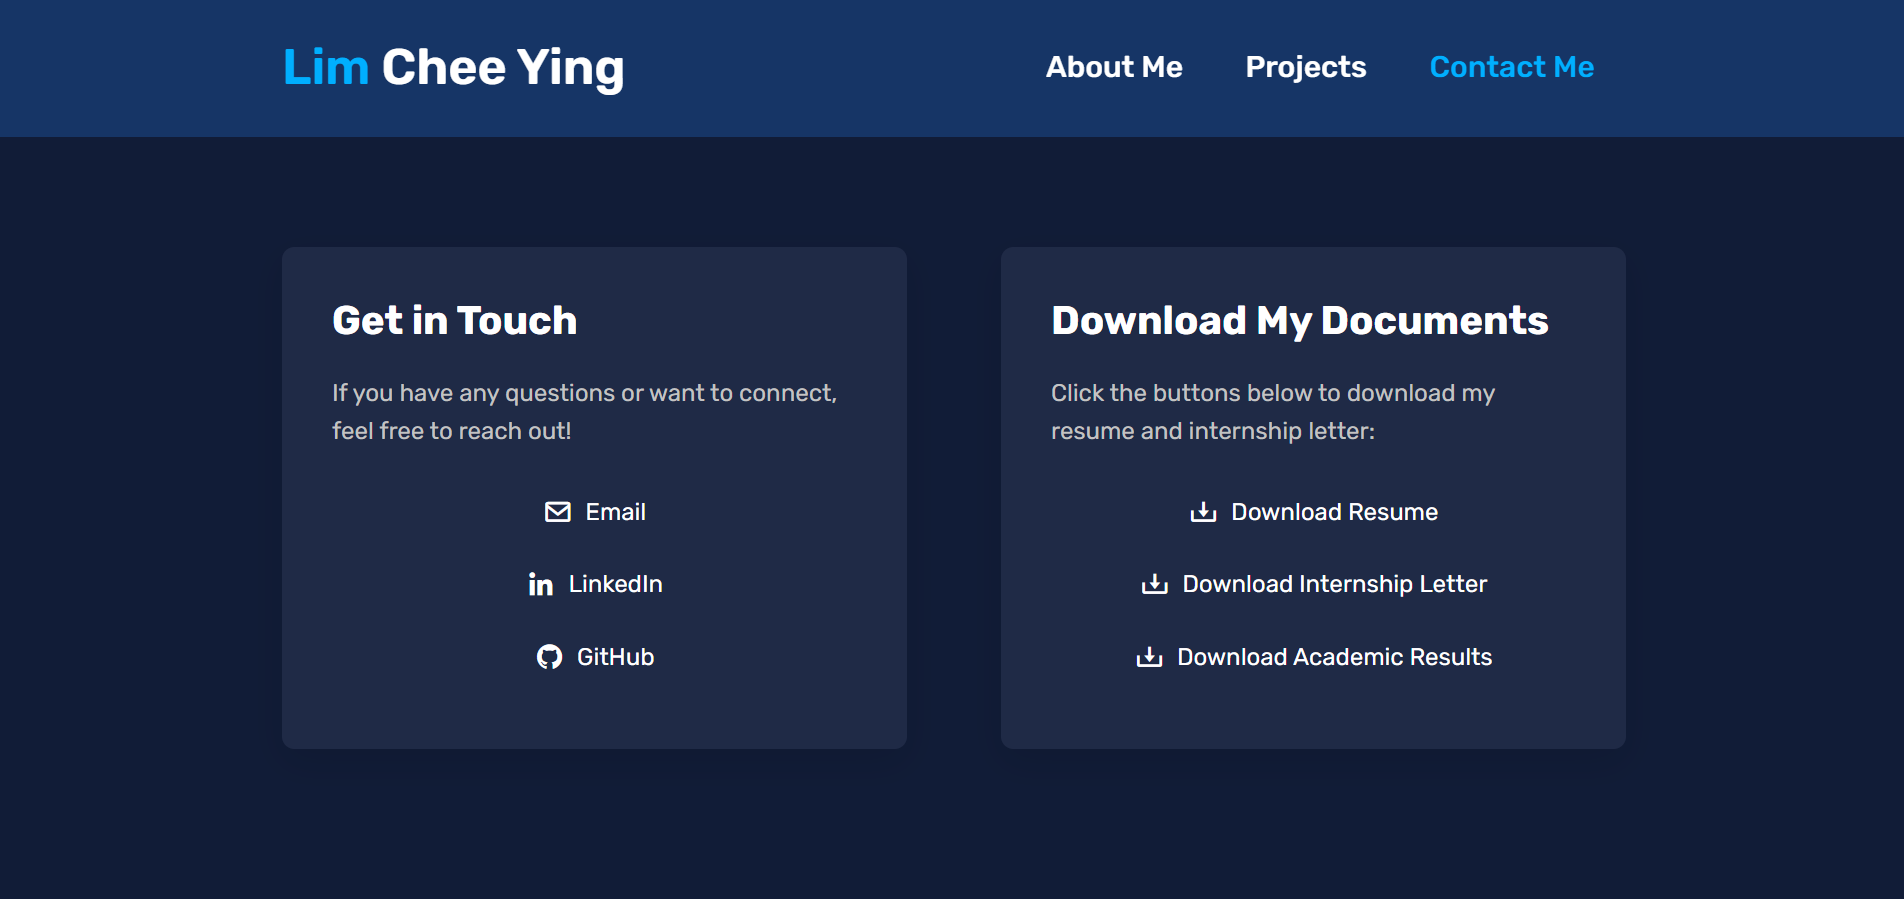 Lim Chee Ying
About Me
Projects
Contact Me
Get in Touch
If you have any questions or want to connect,
feel free to reach out!
Email
LinkedIn
GitHub
Download My Documents
Click the buttons below to download my
resume and internship letter:
Download Resume
Download Internship Letter
Download Academic Results